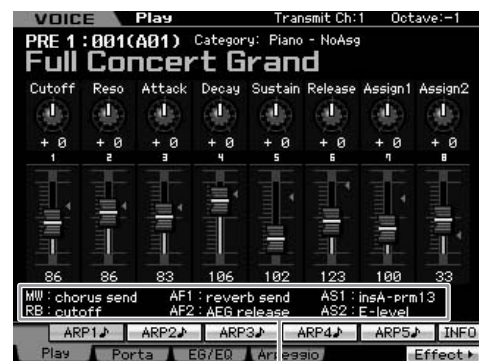 VOICE Play Transmit Ch:1 Octave:-1
PRE 1:001(A01) Category: Piano - NoAsg
Full Concert Grand
Cutoff Reso Attack Decay Sustain Release Assign1 Assign2
+ 0 + 0 + 0 + 0 + 0 + 0 + 0 + 0
1 2 3 4 5 6 7 8
86 86 83 106 102 123 100 33
MW : chorus send AF1 : reverb send AS1 : insA-prm13
RB : cutoff AF2 : AEG release AS2 : E-level
ARP1♪ ARP2♪ ARP3♪ ARP4♪ ARP5♪ INFO
Play Porta EG/EQ Arpeggio Effect▶